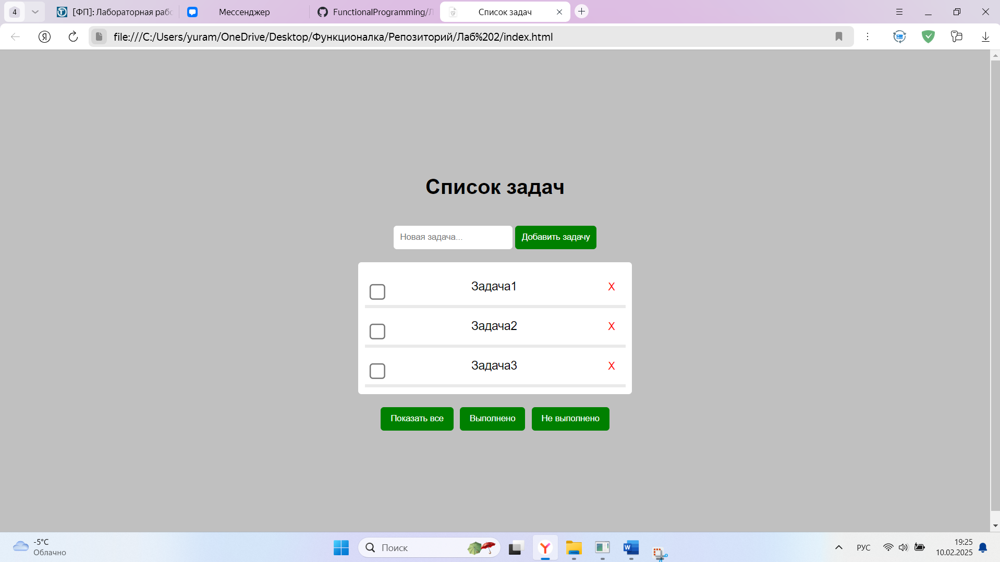 4
[ФП]: Лабораторная раб
Мессенджер
FunctionalProgramming/Л
Список задач
file:///C:/Users/yuram/OneDrive/Desktop/Функционалка/Репозиторий/Лаб%202/index.html
Список задач
Новая задача...
Добавить задачу
Задача1
X
Задача2
X
Задача3
X
Показать все
Выполнено
Не выполнено
-5°C
Облачно
Поиск
РУС
19:25
10.02.2025